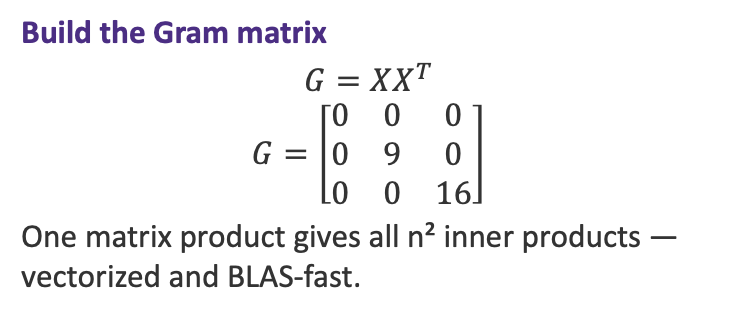 Build the Gram matrix
G = XXᵀ
G = [0 0 0
0 9 0
0 0 16]
One matrix product gives all n² inner products —
vectorized and BLAS-fast.